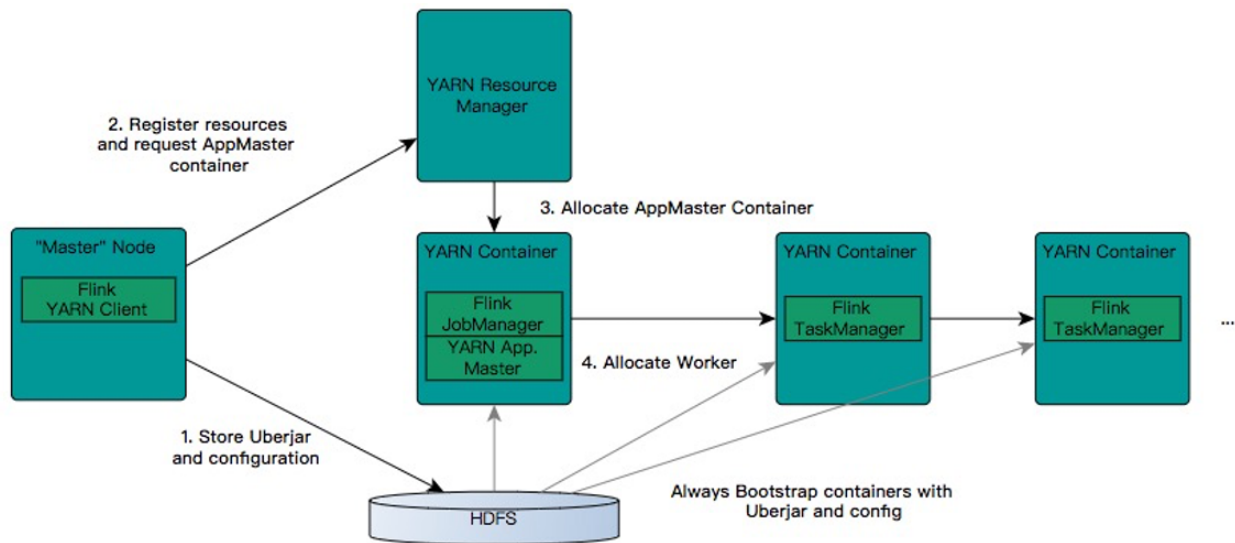 YARN Resource
Manager
2. Register resources
and request AppMaster
container
3. Allocate AppMaster Container
"Master" Node
Flink
YARN Client
YARN Container
Flink
JobManager
YARN App.
Master
YARN Container
Flink
TaskManager
YARN Container
Flink
TaskManager
...
4. Allocate Worker
1. Store Uberjar
and configuration
Always Bootstrap containers with
Uberjar and config
HDFS